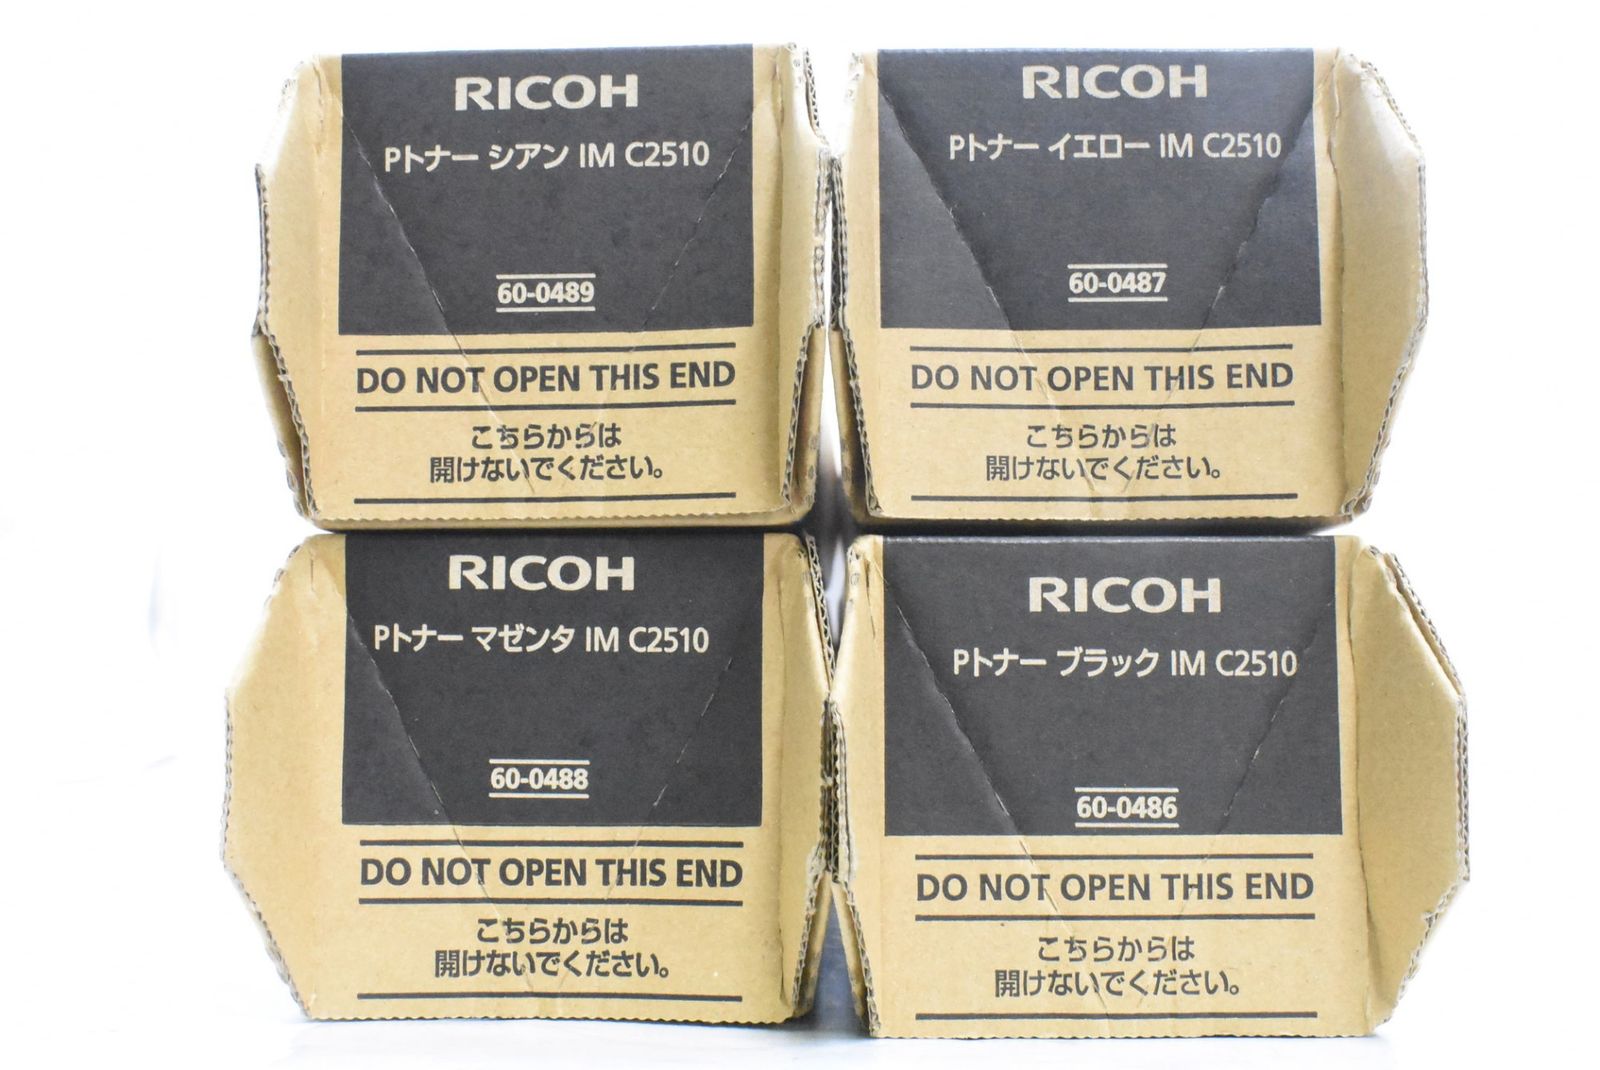 RICOH
Pトナー シアン IM C2510
60-0489
DO NOT OPEN THIS END
こちらからは
開けないでください。
RICOH
Pトナー イエロー IM C2510
60-0487
DO NOT OPEN THIS END
こちらからは
開けないでください。
RICOH
Pトナー マゼンタ IM C2510
60-0488
DO NOT OPEN THIS END
こちらからは
開けないでください。
RICOH
Pトナー ブラック IM C2510
60-0486
DO NOT OPEN THIS END
こちらからは
開けないでください。